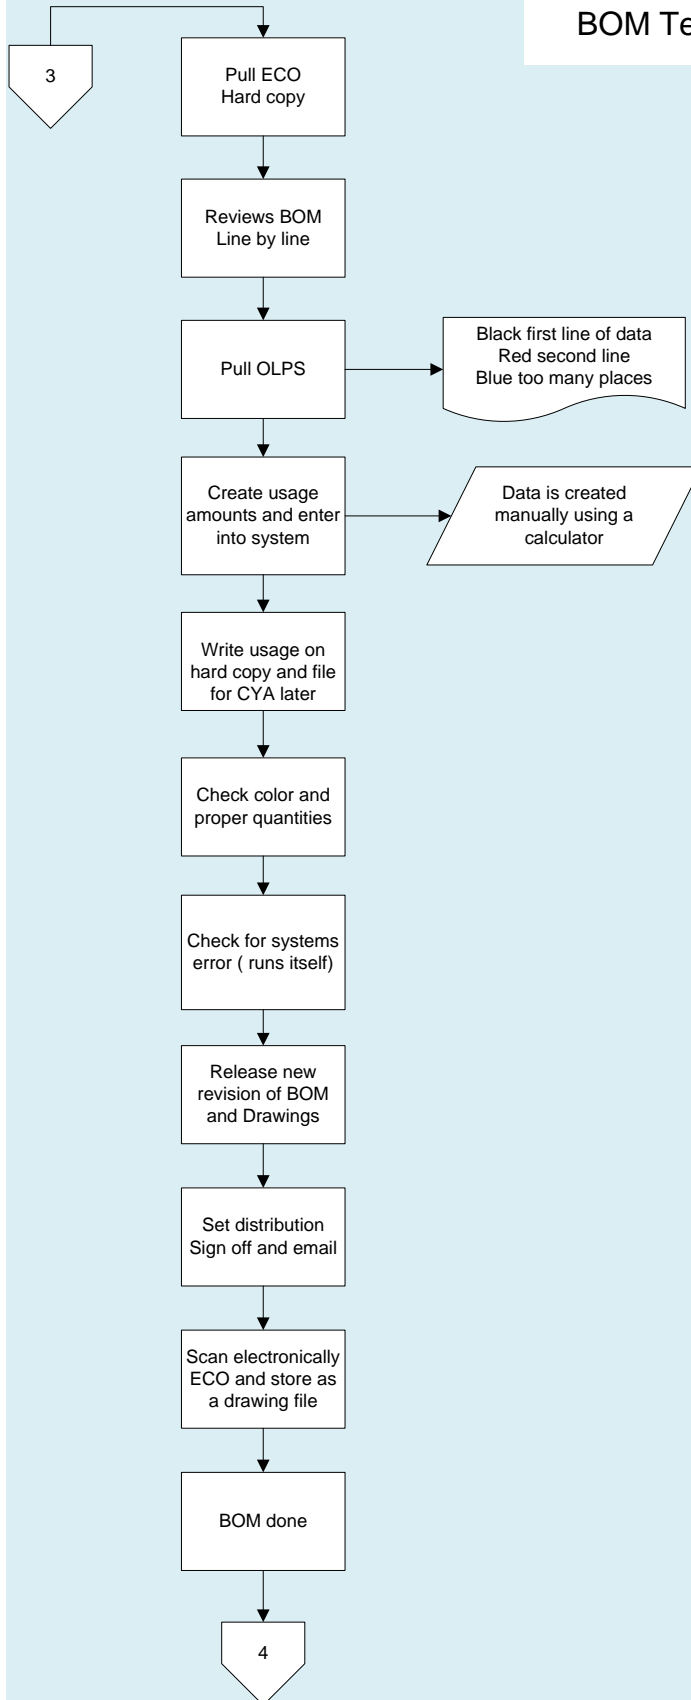 BOM Te
3
Pull ECO
Hard copy
Reviews BOM
Line by line
Pull OLPS
Black first line of data
Red second line
Blue too many places
Create usage
amounts and enter
into system
Data is created
manually using a
calculator
Write usage on
hard copy and file
for CYA later
Check color and
proper quantities
Check for systems
error ( runs itself)
Release new
revision of BOM
and Drawings
Set distribution
Sign off and email
Scan electronically
ECO and store as
a drawing file
BOM done
4